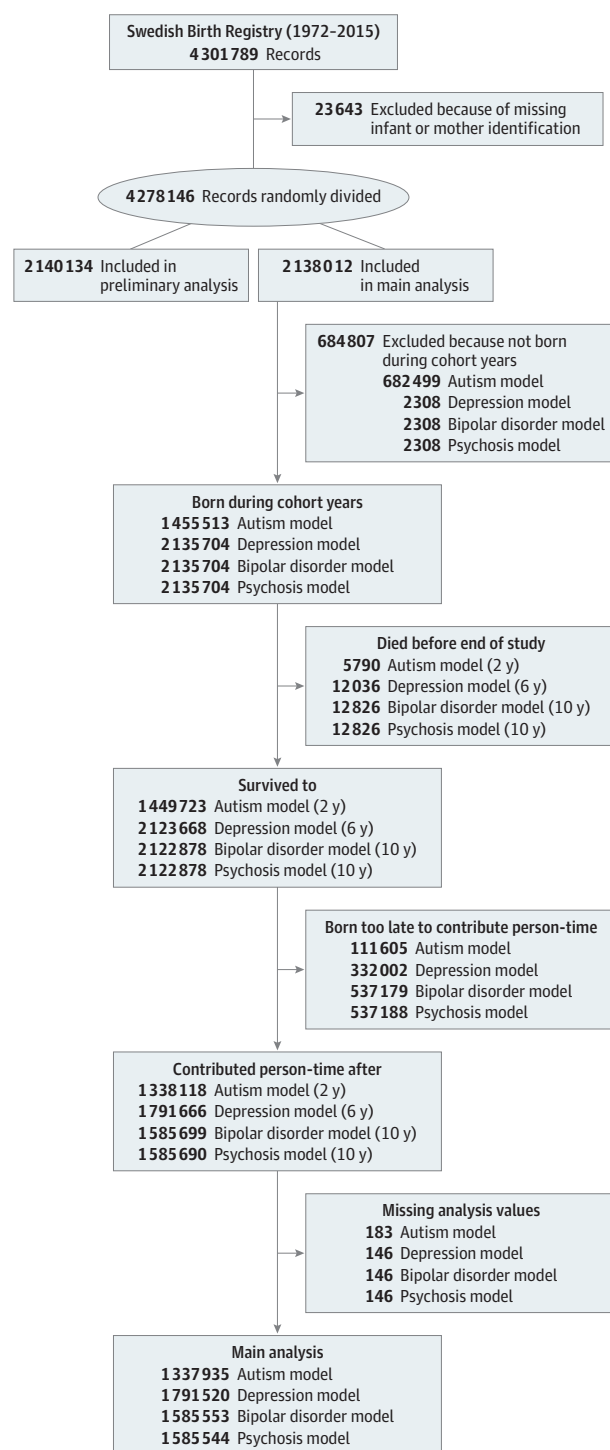 Swedish Birth Registry (1972–2015)
4301789 Records
23643 Excluded because of missing
infant or mother identification
4278146 Records randomly divided
2140134 Included in
preliminary analysis
2138012 Included
in main analysis
684807 Excluded because not born
during cohort years
682499 Autism model
2308 Depression model
2308 Bipolar disorder model
2308 Psychosis model
Born during cohort years
1455513 Autism model
2135704 Depression model
2135704 Bipolar disorder model
2135704 Psychosis model
Died before end of study
5790 Autism model (2 y)
12036 Depression model (6 y)
12826 Bipolar disorder model (10 y)
12826 Psychosis model (10 y)
Survived to
1449723 Autism model (2 y)
2123668 Depression model (6 y)
2122878 Bipolar disorder model (10 y)
2122878 Psychosis model (10 y)
Born too late to contribute person-time
111605 Autism model
332002 Depression model
537179 Bipolar disorder model
537188 Psychosis model
Contributed person-time after
1338118 Autism model (2 y)
1791666 Depression model (6 y)
1585699 Bipolar disorder model (10 y)
1585690 Psychosis model (10 y)
Missing analysis values
183 Autism model
146 Depression model
146 Bipolar disorder model
146 Psychosis model
Main analysis
1337935 Autism model
1791520 Depression model
1585553 Bipolar disorder model
1585544 Psychosis model